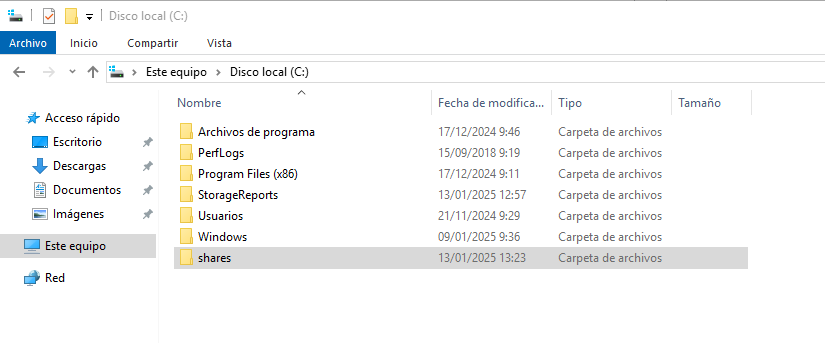 Disco local (C:)
Archivo Inicio Compartir Vista
Este equipo Disco local (C:)
Acceso rápido
Escritorio
Descargas
Documentos
Imágenes
Este equipo
Red
Nombre Fecha de modifica... Tipo Tamaño
Archivos de programa 17/12/2024 9:46 Carpeta de archivos
PerfLogs 15/09/2018 9:19 Carpeta de archivos
Program Files (x86) 17/12/2024 9:11 Carpeta de archivos
StorageReports 13/01/2025 12:57 Carpeta de archivos
Usuarios 21/11/2024 9:29 Carpeta de archivos
Windows 09/01/2025 9:36 Carpeta de archivos
shares 13/01/2025 13:23 Carpeta de archivos